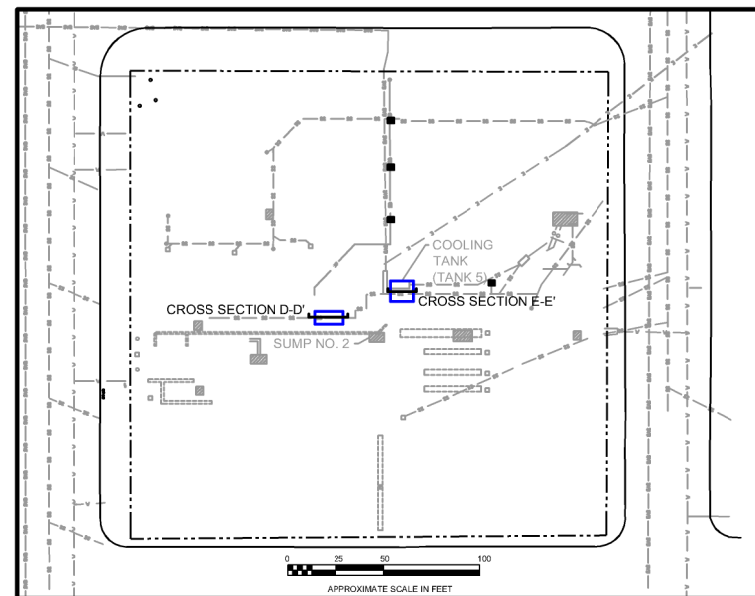 COOLING
TANK
(TANK 5)
CROSS SECTION D-D'
CROSS SECTION E-E'
SUMP NO. 2
0 25 50 100
APPROXIMATE SCALE IN FEET